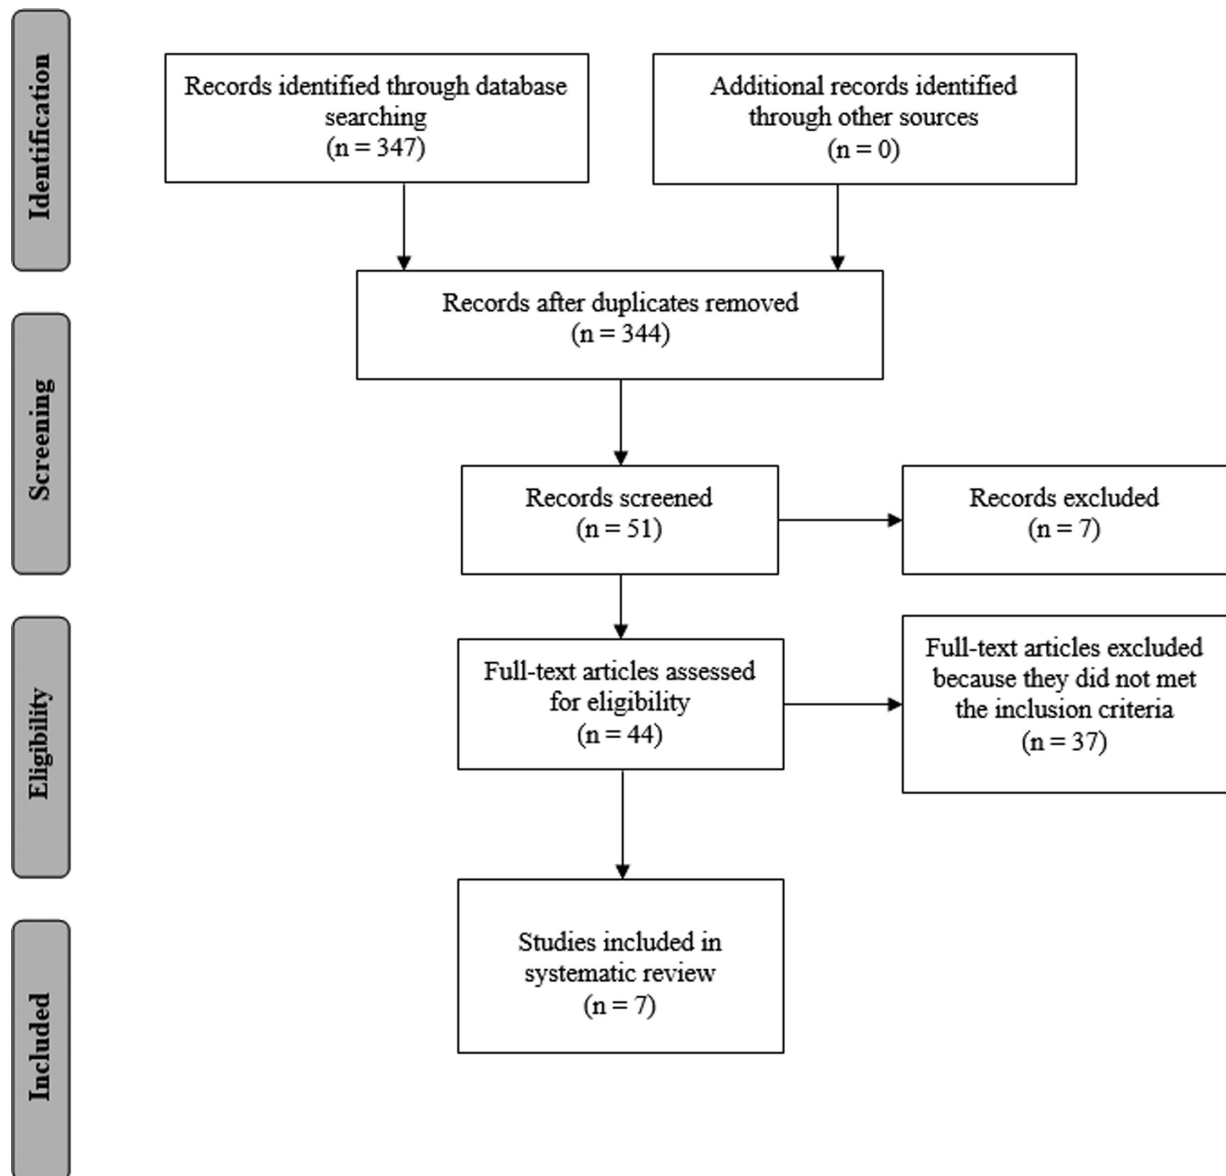 Identification
Records identified through database
searching
(n = 347)
Additional records identified
through other sources
(n = 0)
Records after duplicates removed
(n = 344)
Screening
Records screened
(n = 51)
Records excluded
(n = 7)
Eligibility
Full-text articles assessed
for eligibility
(n = 44)
Full-text articles excluded
because they did not met
the inclusion criteria
(n = 37)
Included
Studies included in
systematic review
(n = 7)